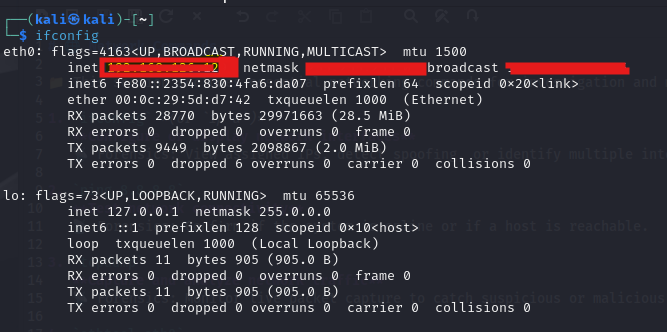 ┌──(kali㉿kali)-[~]
└─$ ifconfig
eth0: flags=4163<UP,BROADCAST,RUNNING,MULTICAST>  mtu 1500
inet netmask broadcast
inet6 fe80::2354:830:4fa6:da07  prefixlen 64  scopeid 0×20<link>
ether 00:0c:29:5d:d7:42  txqueuelen 1000  (Ethernet)
RX packets 28770  bytes 29971663 (28.5 MiB)
RX errors 0  dropped 0  overruns 0  frame 0
TX packets 9449  bytes 2098867 (2.0 MiB)
TX errors 0  dropped 6 overruns 0  carrier 0  collisions 0
lo: flags=73<UP,LOOPBACK,RUNNING>  mtu 65536
inet 127.0.0.1  netmask 255.0.0.0
inet6 ::1  prefixlen 128  scopeid 0×10<host>
loop  txqueuelen 1000  (Local Loopback)
RX packets 11  bytes 905 (905.0 B)
RX errors 0  dropped 0  overruns 0  frame 0
TX packets 11  bytes 905 (905.0 B)
TX errors 0  dropped 0 overruns 0  carrier 0  collisions 0